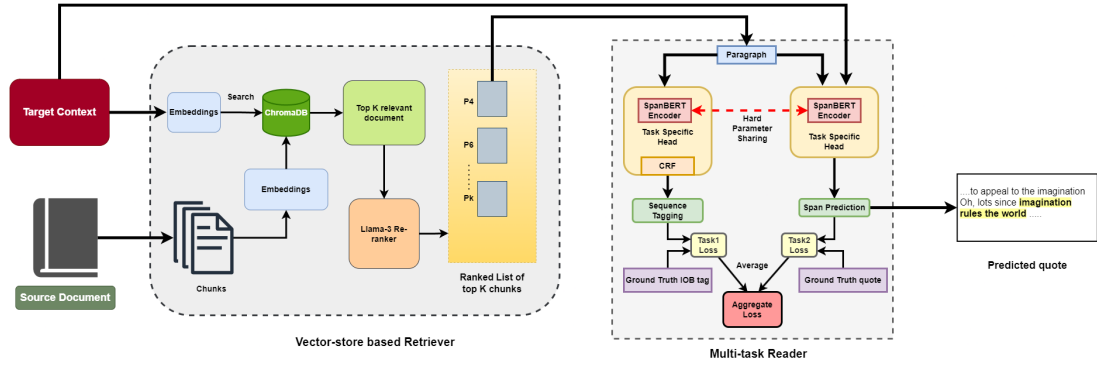 Target Context
Source Document
Embeddings
Search
ChromaDB
Top K relevant
document
Embeddings
Chunks
Llama-3 Re-
ranker
P4
P6
Pk
Ranked List of
top K chunks
Vector-store based Retriever
Paragraph
SpanBERT
Encoder
Task Specific
Head
CRF
Hard
Parameter
Sharing
SpanBERT
Encoder
Task Specific
Head
Sequence
Tagging
Span Prediction
Task1
Loss
Task2
Loss
Average
Ground Truth IOB tag
Ground Truth quote
Aggregate
Loss
Multi-task Reader
....to appeal to the imagination
Oh, lots since imagination
rules the world .....
Predicted quote